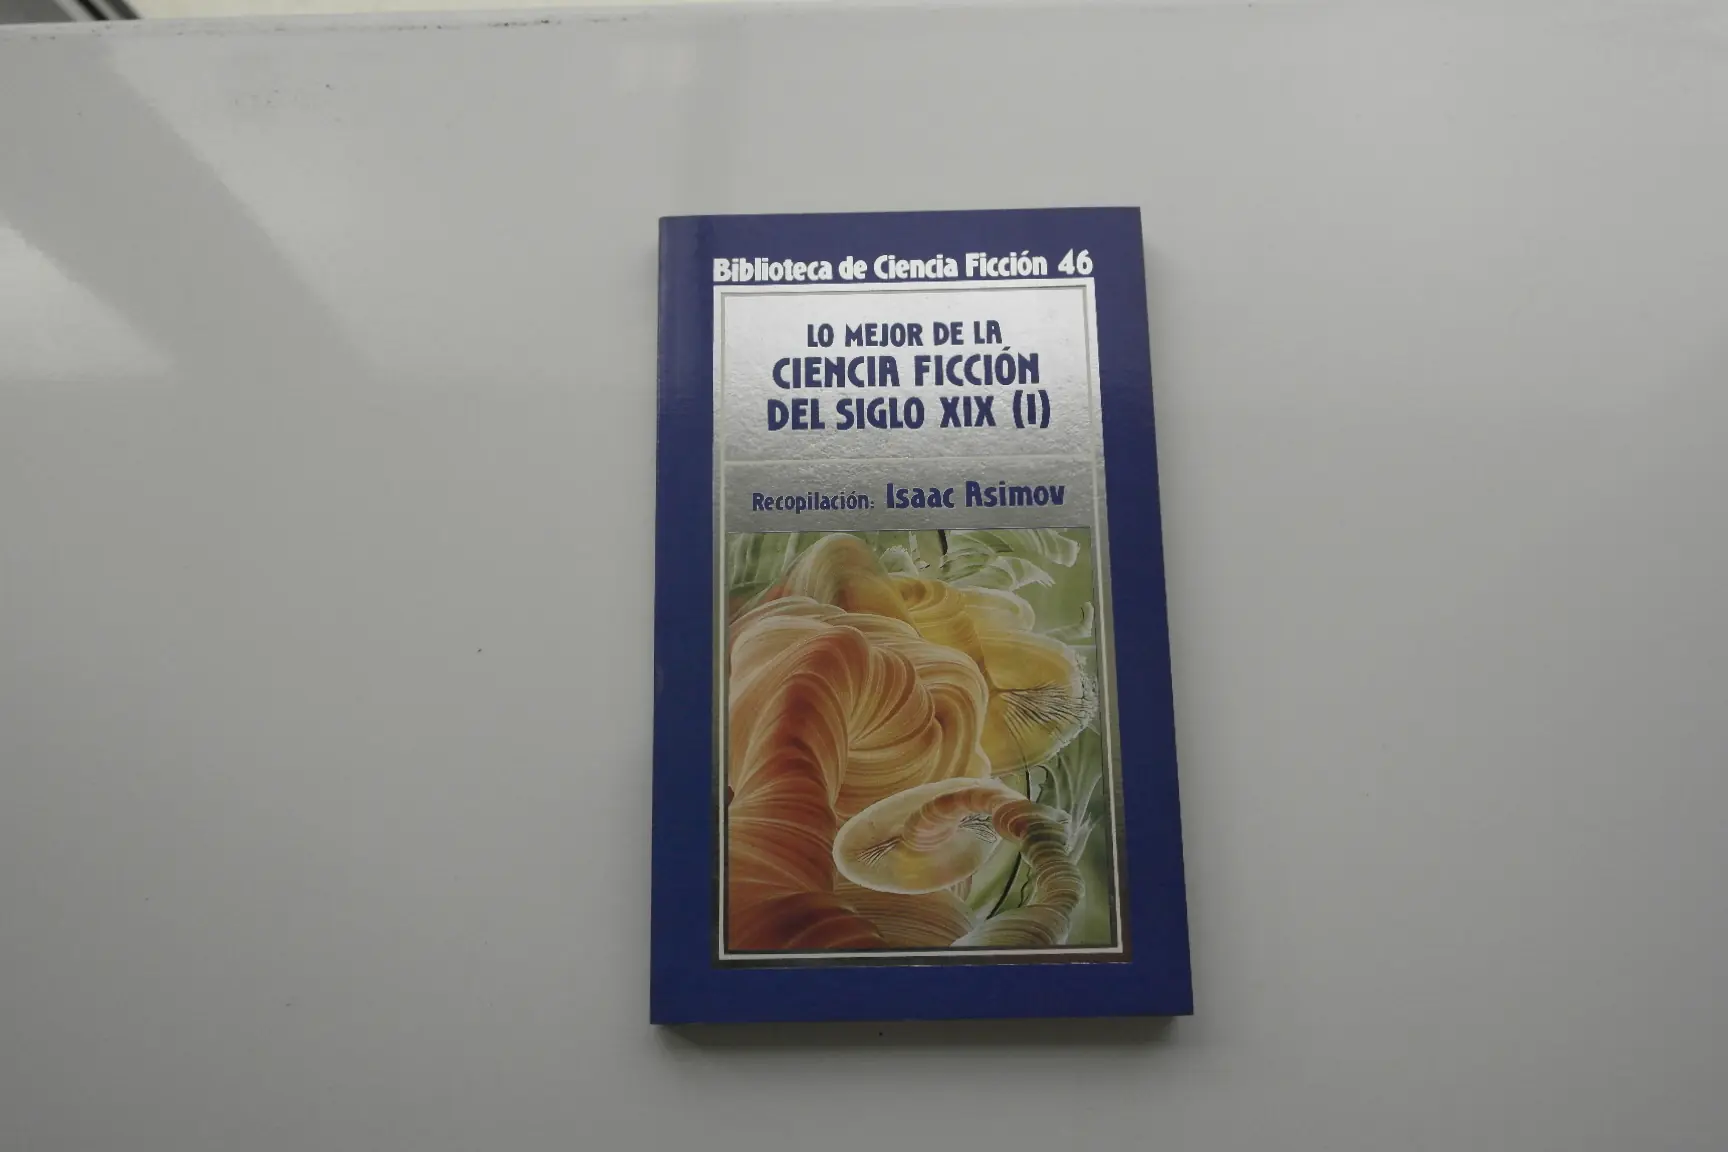 Biblioteca de Ciencia Ficción 46
LO MEJOR DE LA
CIENCIA FICCIÓN
DEL SIGLO XIX (I)
Recopilación: Isaac Asimov